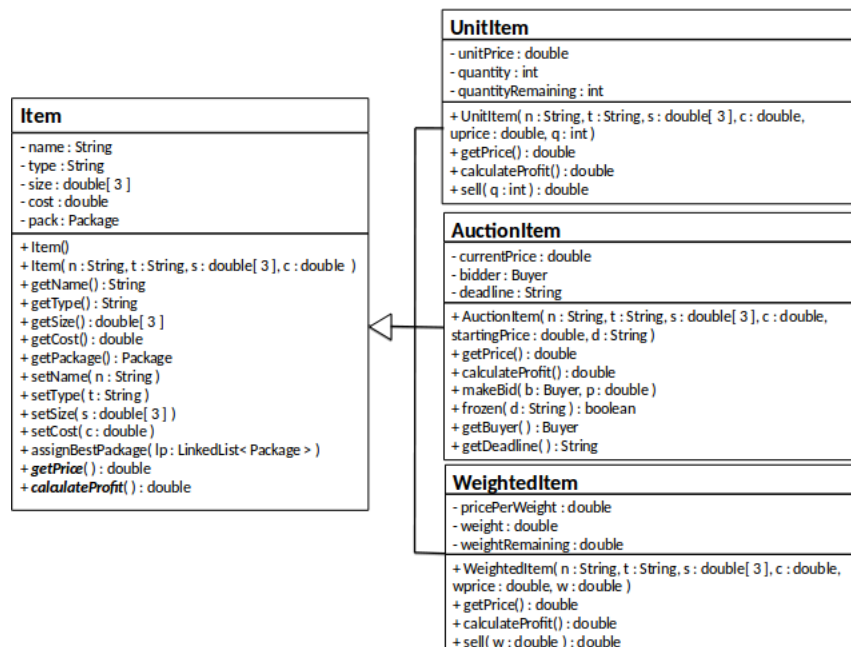 Item
- name : String
- type : String
- size : double[ 3 ]
- cost : double
- pack : Package
+ Item()
+ Item( n : String, t : String, s : double[ 3 ], c : double )
+ getName() : String
+ getType() : String
+ getSize() : double[ 3 ]
+ getCost() : double
+ getPackage() : Package
+ setName( n : String )
+ setType( t : String )
+ setSize( s : double[ 3 ] )
+ setCost( c : double )
+ assignBestPackage( lp : LinkedList< Package > )
+ getPrice( ) : double
+ calculateProfit( ) : double
UnitItem
- unitPrice : double
- quantity : int
- quantityRemaining : int
+ UnitItem( n : String, t : String, s : double[ 3 ], c : double,
uprice : double, q : int )
+ getPrice() : double
+ calculateProfit() : double
+ sell( q : int ) : double
AuctionItem
- currentPrice : double
- bidder : Buyer
- deadline : String
+ AuctionItem( n : String, t : String, s : double[ 3 ], c : double,
startingPrice : double, d : String )
+ getPrice() : double
+ calculateProfit() : double
+ makeBid( b : Buyer, p : double )
+ frozen( d : String ) : boolean
+ getBuyer() : Buyer
+ getDeadline() : String
WeightedItem
- pricePerWeight : double
- weight : double
- weightRemaining : double
+ WeightedItem( n : String, t : String, s : double[ 3 ], c : double,
wprice : double, w : double )
+ getPrice() : double
+ calculateProfit() : double
+ sell( w : double ) : double